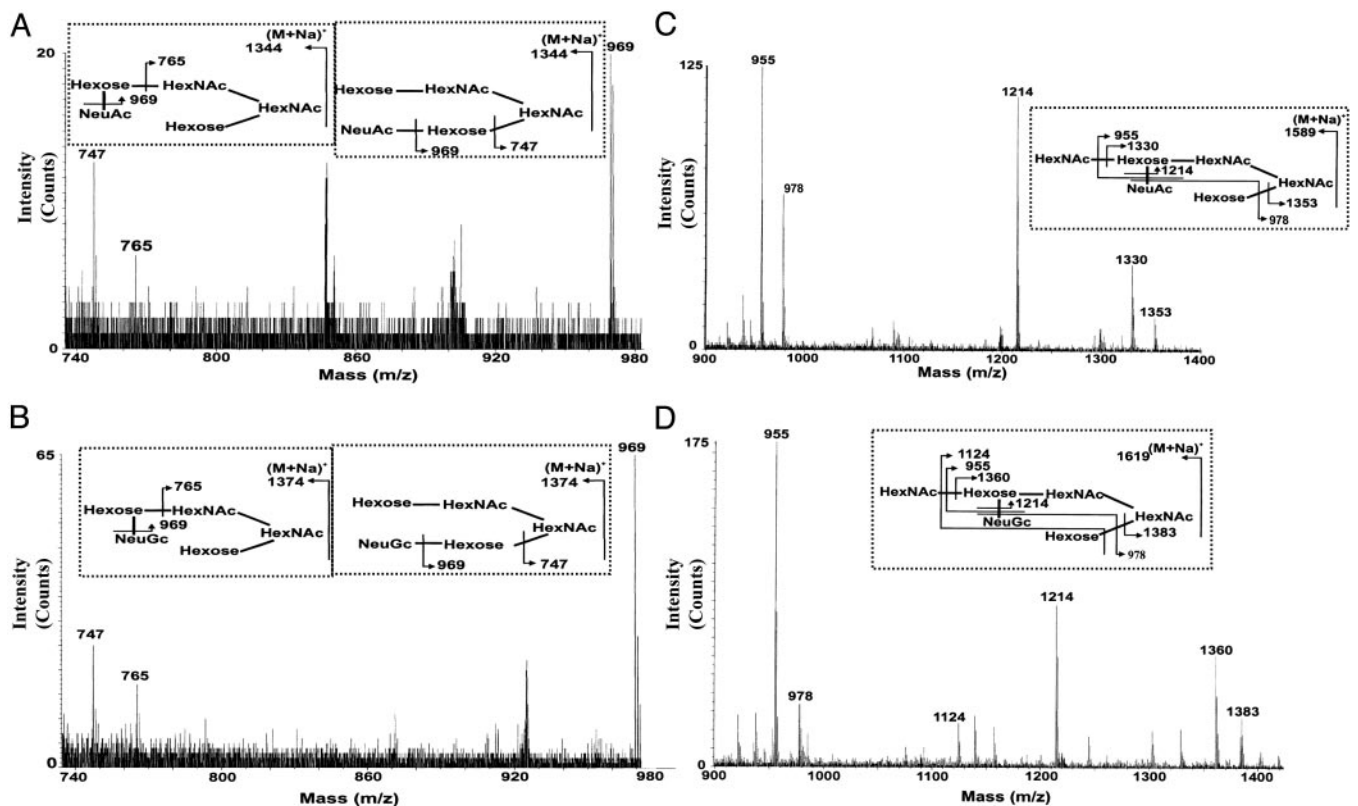 A
20
Intensity
(Counts)
0
740 800 860 920 980
Mass (m/z)
747
765
969
(M+Na)+
1344
765
Hexose HexNAc
969
NeuAc
HexNAc
Hexose
(M+Na)+
1344
Hexose HexNAc
HexNAc
NeuAc Hexose
969
747
B
65
Intensity
(Counts)
0
740 800 860 920 980
Mass (m/z)
747
765
969
(M+Na)+
1374
765
Hexose HexNAc
969
NeuGc
HexNAc
Hexose
(M+Na)+
1374
Hexose HexNAc
HexNAc
NeuGc Hexose
969
747
C
125
Intensity
(Counts)
0
900 1000 1100 1200 1300 1400
Mass (m/z)
955
978
1214
1330
1353
(M+Na)+
1589
955
1330
HexNAc Hexose HexNAc
1214
NeuAc
HexNAc
Hexose
1353
978
D
175
Intensity
(Counts)
0
900 1000 1100 1200 1300 1400
Mass (m/z)
955
978
1124
1214
1360
1383
(M+Na)+
1619
1124
955
1360
HexNAc Hexose HexNAc
1214
NeuGc
HexNAc
Hexose
1383
978